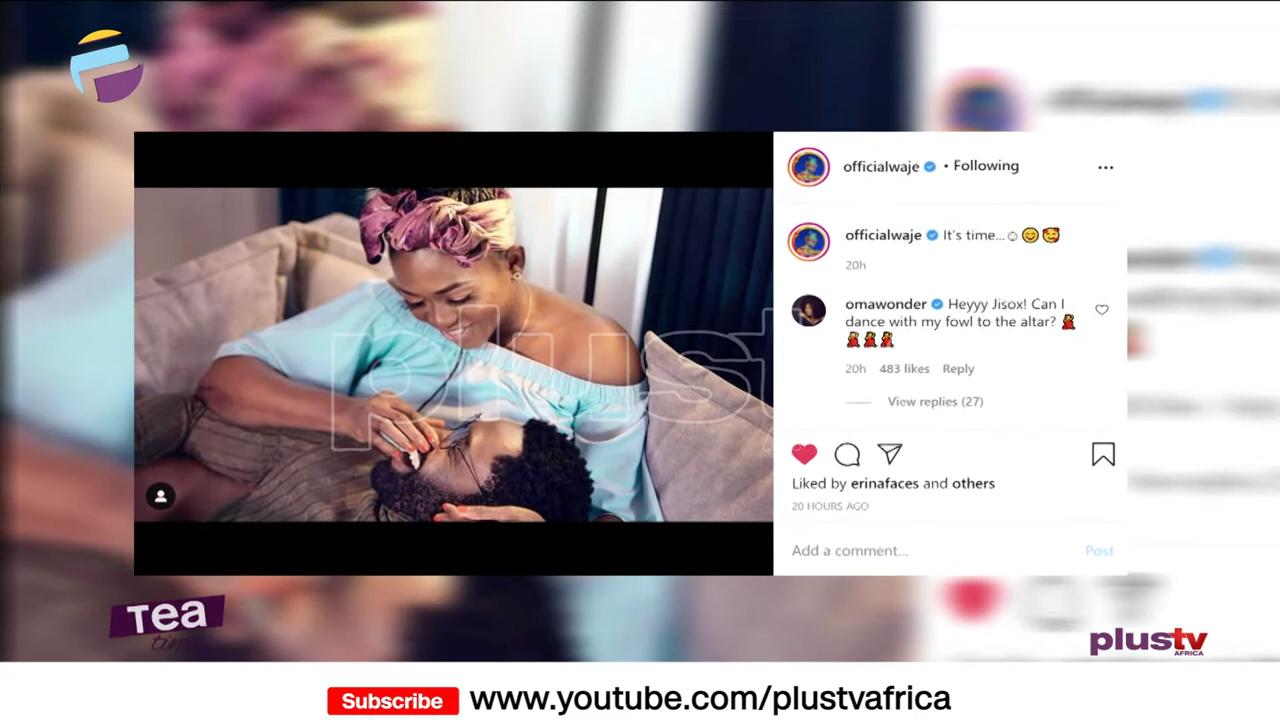 officialwaje • Following
officialwaje It's time...☺😊🥰
20h
omawonder Heyyy Jisox! Can I
dance with my fowl to the altar? 💃
💃💃💃
20h 483 likes Reply
View replies (27)
Liked by erinafaces and others
20 HOURS AGO
Add a comment... Post
plust
Tea
time
plustv
AFRICA
Subscribe www.youtube.com/plustvafrica